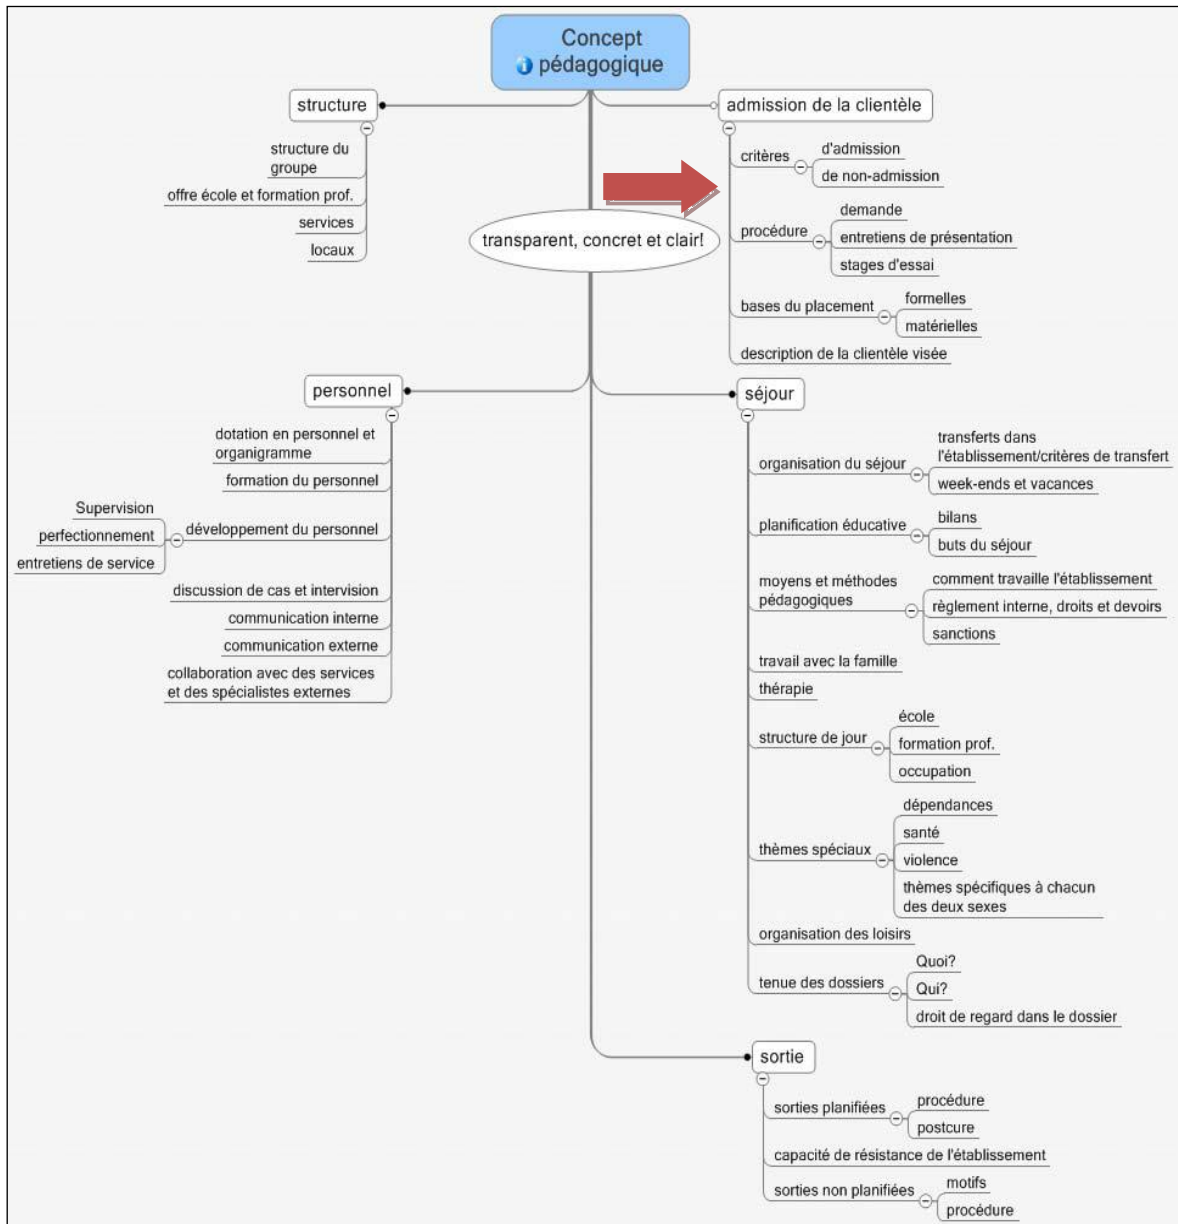 Concept
pédagogique
structure
structure du
groupe
offre école et formation prof.
services
locaux
admission de la clientèle
critères
d'admission
de non-admission
procédure
demande
entretiens de présentation
stages d'essai
bases du placement
formelles
matérielles
description de la clientèle visée
transparent, concret et clair!
personnel
dotation en personnel et
organigramme
formation du personnel
développement du personnel
Supervision
perfectionnement
entretiens de service
discussion de cas et intervision
communication interne
communication externe
collaboration avec des services
et des spécialistes externes
séjour
organisation du séjour
transferts dans
l'établissement/critères de transfert
week-ends et vacances
planification éducative
bilans
buts du séjour
moyens et méthodes
pédagogiques
comment travaille l'établissement
règlement interne, droits et devoirs
sanctions
travail avec la famille
thérapie
structure de jour
école
formation prof.
occupation
thèmes spéciaux
dépendances
santé
violence
thèmes spécifiques à chacun
des deux sexes
organisation des loisirs
tenue des dossiers
Quoi?
Qui?
droit de regard dans le dossier
sortie
sorties planifiées
procédure
postcure
capacité de résistance de l'établissement
sorties non planifiées
motifs
procédure